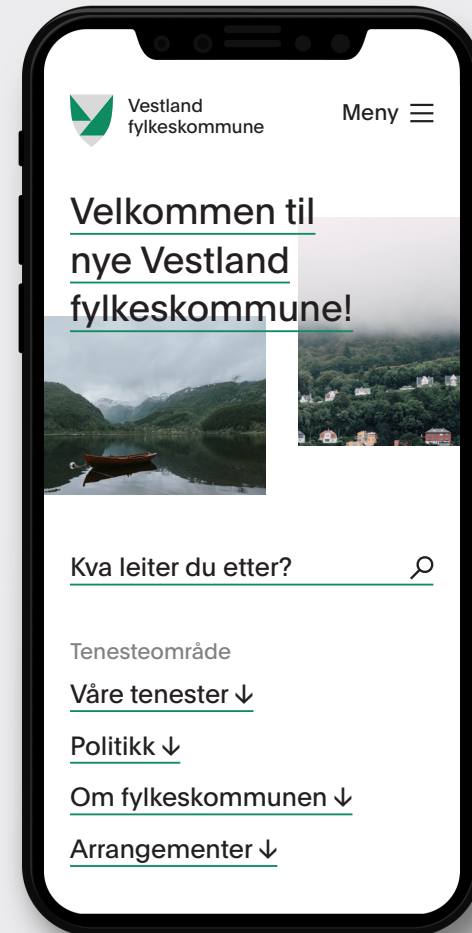 Vestland
fylkeskommune
Meny
Velkommen til
nye Vestland
fylkeskommune!
Kva leiter du etter?
Tenesteområde
Våre tenester ↓
Politikk ↓
Om fylkeskommunen ↓
Arrangementer ↓